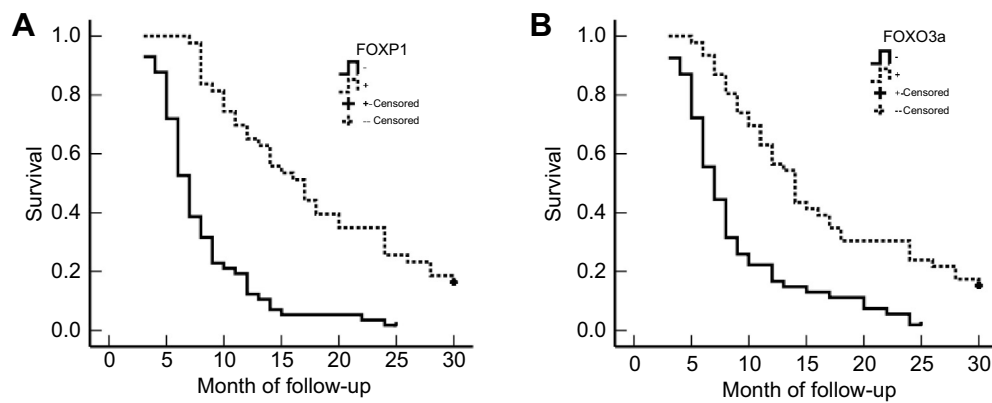 A
FOXP1
-
+
+-Censored
-- Censored
Survival
1.0
0.8
0.6
0.4
0.2
0.0
0 5 10 15 20 25 30
Month of follow-up
B
FOXO3a
-
+
+-Censored
--Censored
Survival
1.0
0.8
0.6
0.4
0.2
0.0
0 5 10 15 20 25 30
Month of follow-up